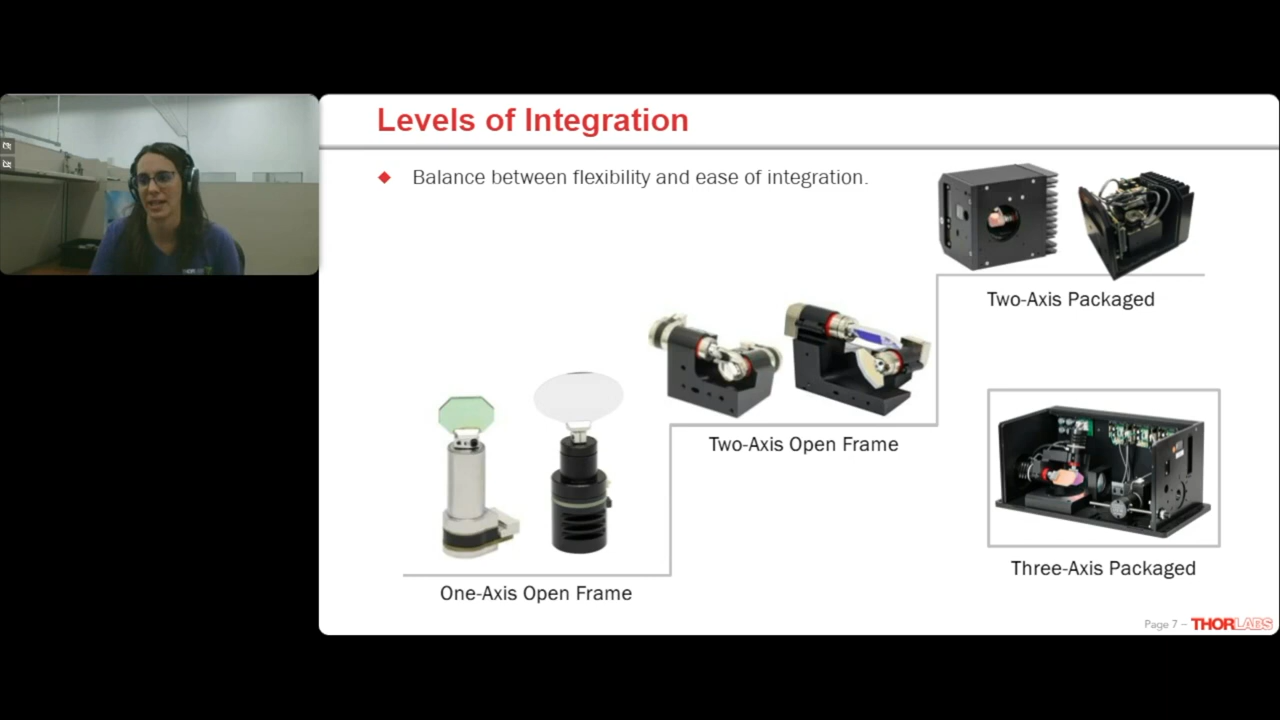 Levels of Integration
Balance between flexibility and ease of integration.
Two-Axis Packaged
Two-Axis Open Frame
Three-Axis Packaged
One-Axis Open Frame
Page 7 – THORLABS